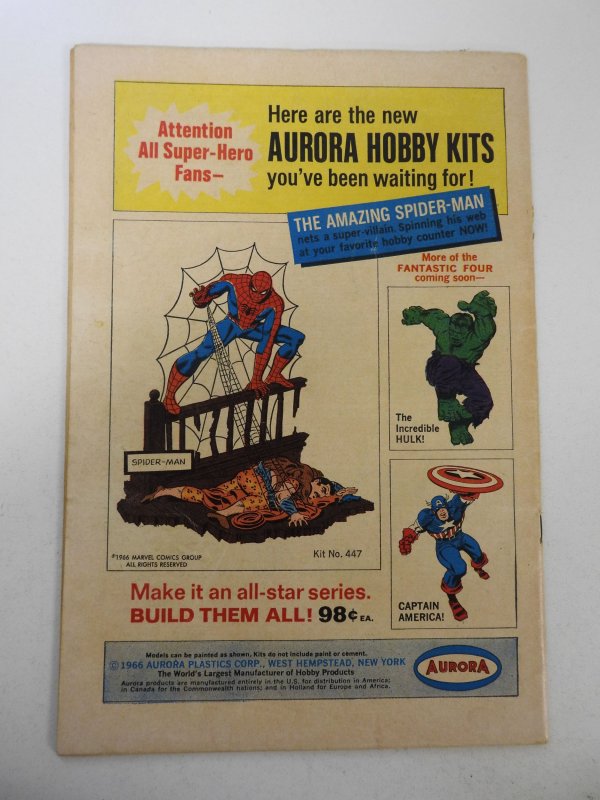 Attention
All Super-Hero
Fans—
Here are the new
AURORA HOBBY KITS
you've been waiting for!
THE AMAZING SPIDER-MAN
nets a super-villain. Spinning his web
at your favorite hobby counter NOW!
More of the
FANTASTIC FOUR
coming soon—
The
Incredible
HULK!
SPIDER-MAN
©1966 MARVEL COMICS GROUP
ALL RIGHTS RESERVED
Kit No. 447
CAPTAIN
AMERICA!
Make it an all-star series.
BUILD THEM ALL! 98¢ EA.
Models can be painted as shown. Kits do not include paint or cement.
© 1966 AURORA PLASTICS CORP., WEST HEMPSTEAD, NEW YORK
The World's Largest Manufacturer of Hobby Products
Aurora products are manufactured entirely in the U.S. for distribution in America;
in Canada for the Commonwealth nations; and in Holland for Europe and Africa.
AURORA